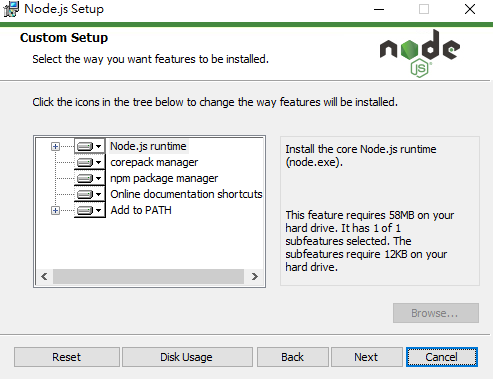 Node.js Setup
Custom Setup
Select the way you want features to be installed.
node
JS
Click the icons in the tree below to change the way features will be installed.
Node.js runtime
corepack manager
npm package manager
Online documentation shortcuts
Add to PATH
Install the core Node.js runtime
(node.exe).
This feature requires 58MB on your
hard drive. It has 1 of 1
subfeatures selected. The
subfeatures require 12KB on your
hard drive.
Browse...
Reset
Disk Usage
Back
Next
Cancel